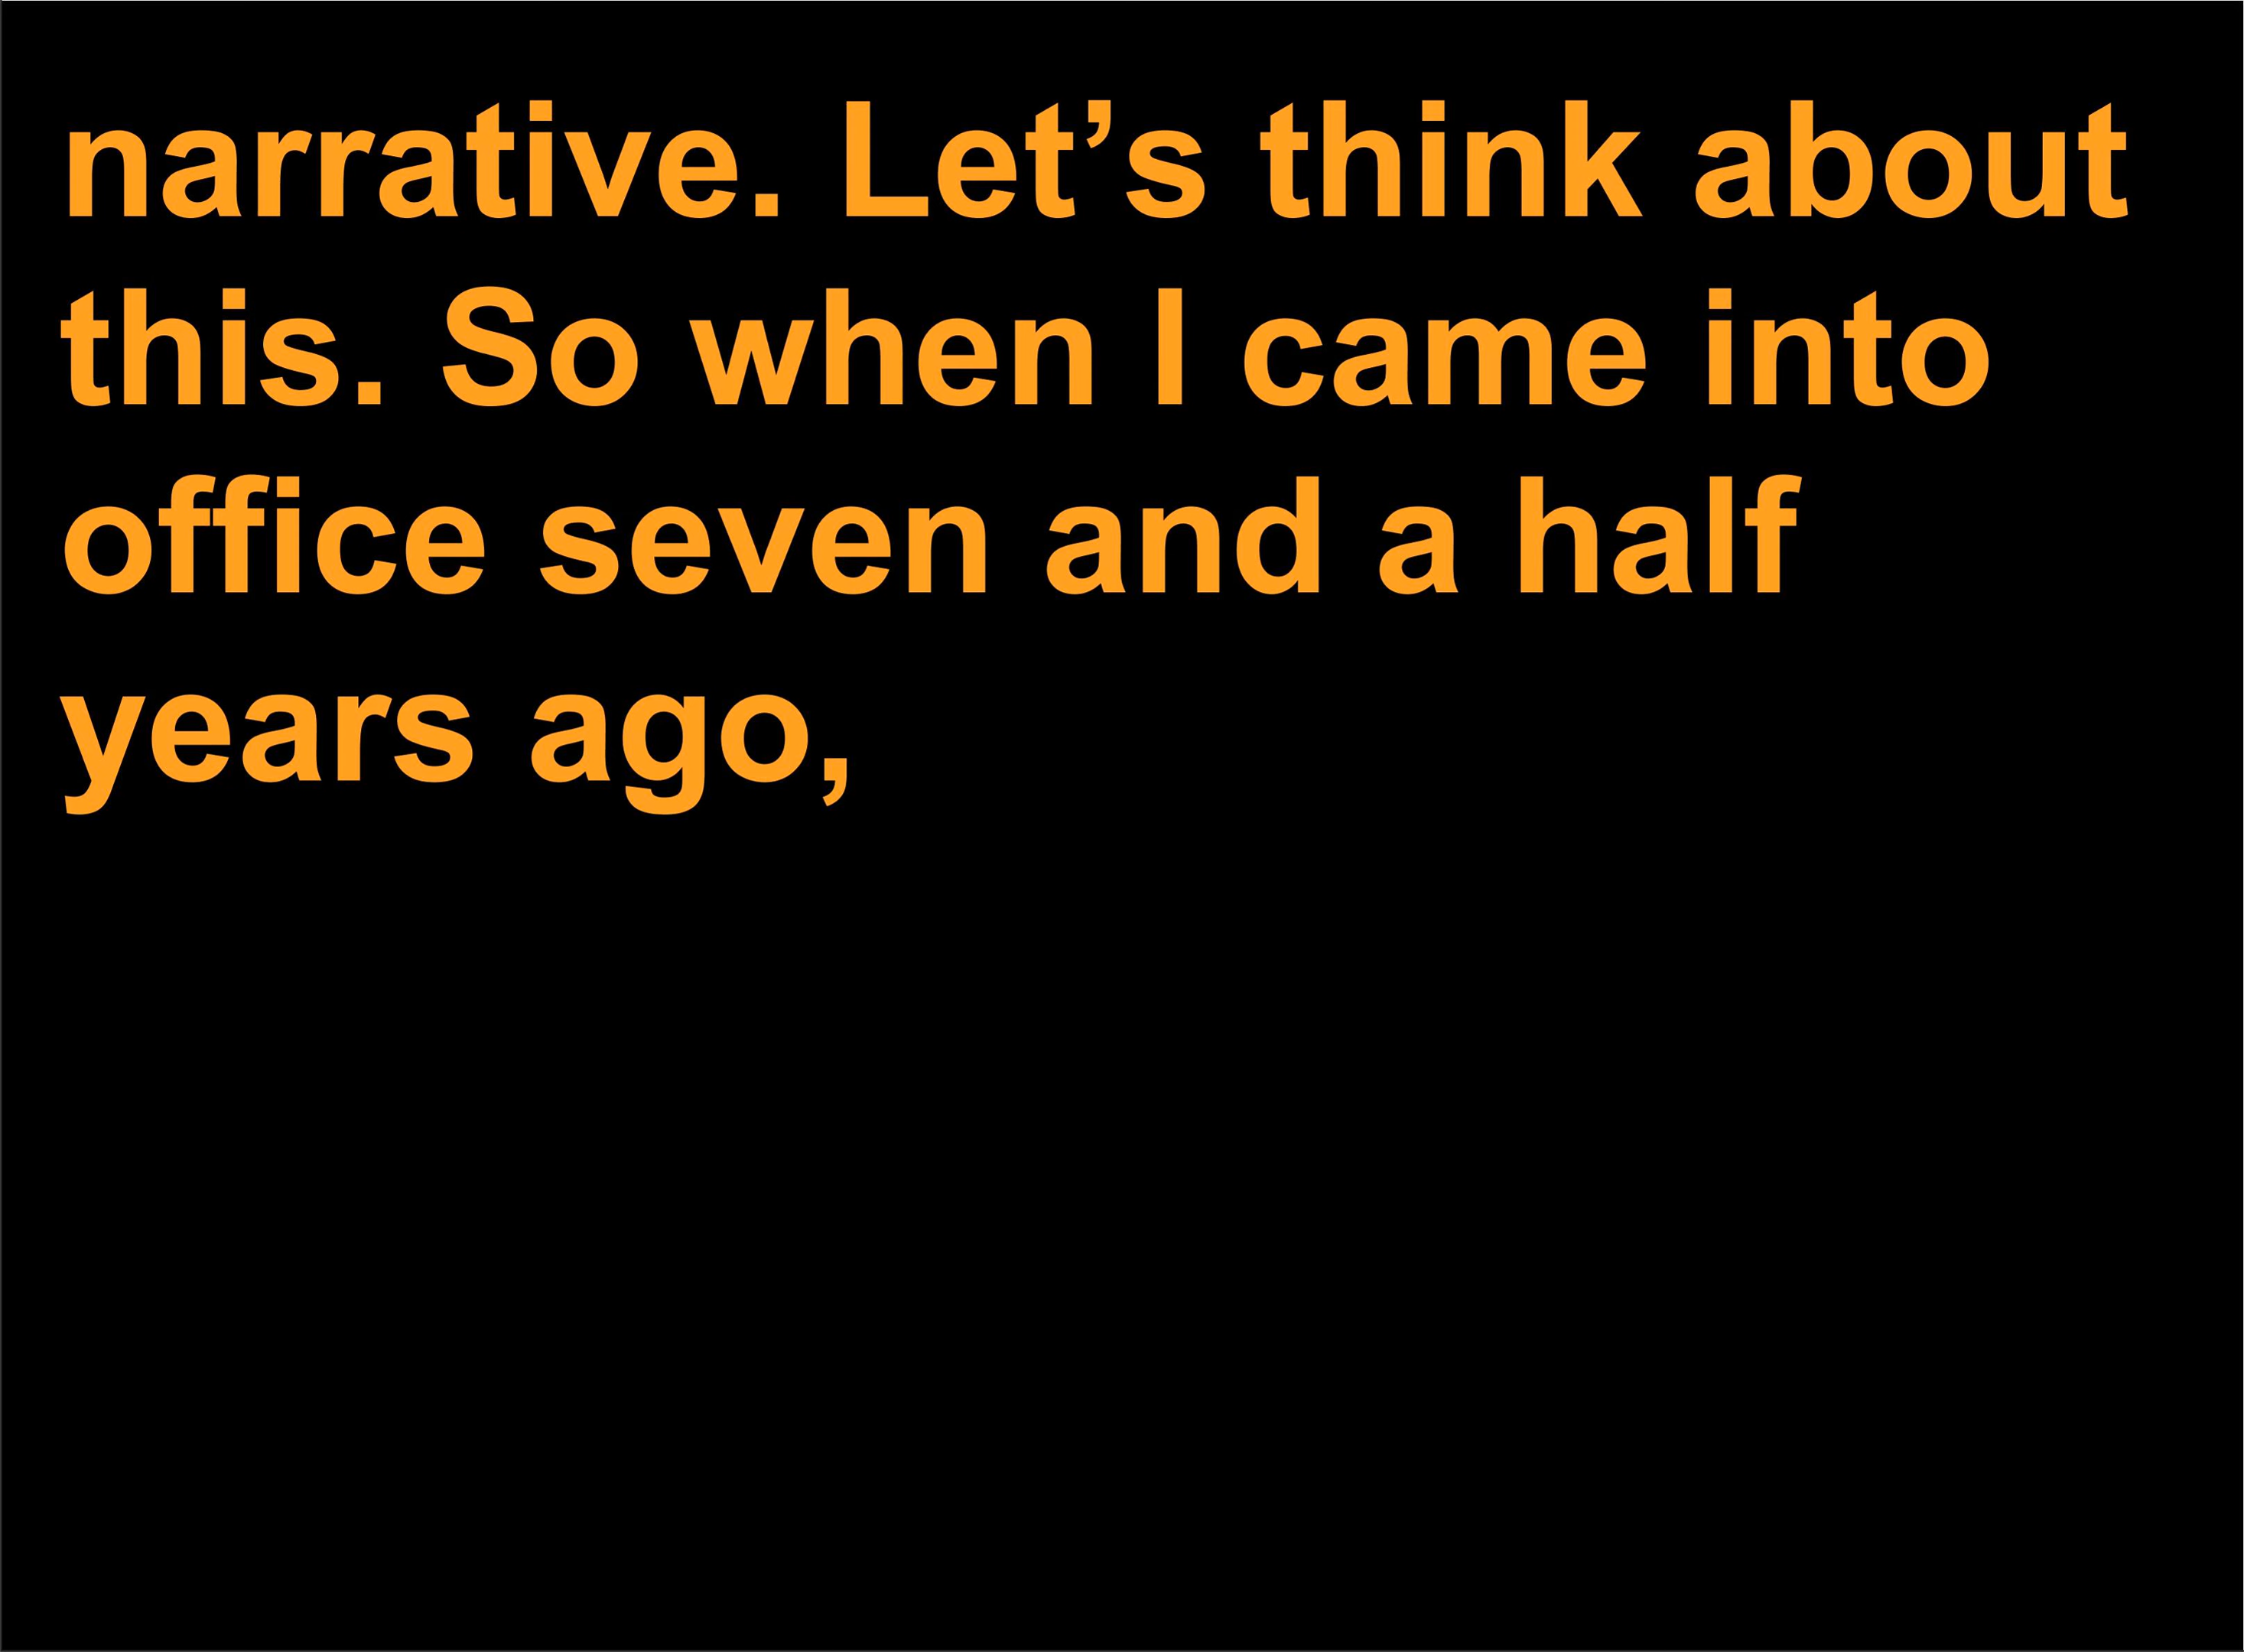 narrative. Let’s think about
this. So when I came into
office seven and a half
years ago,